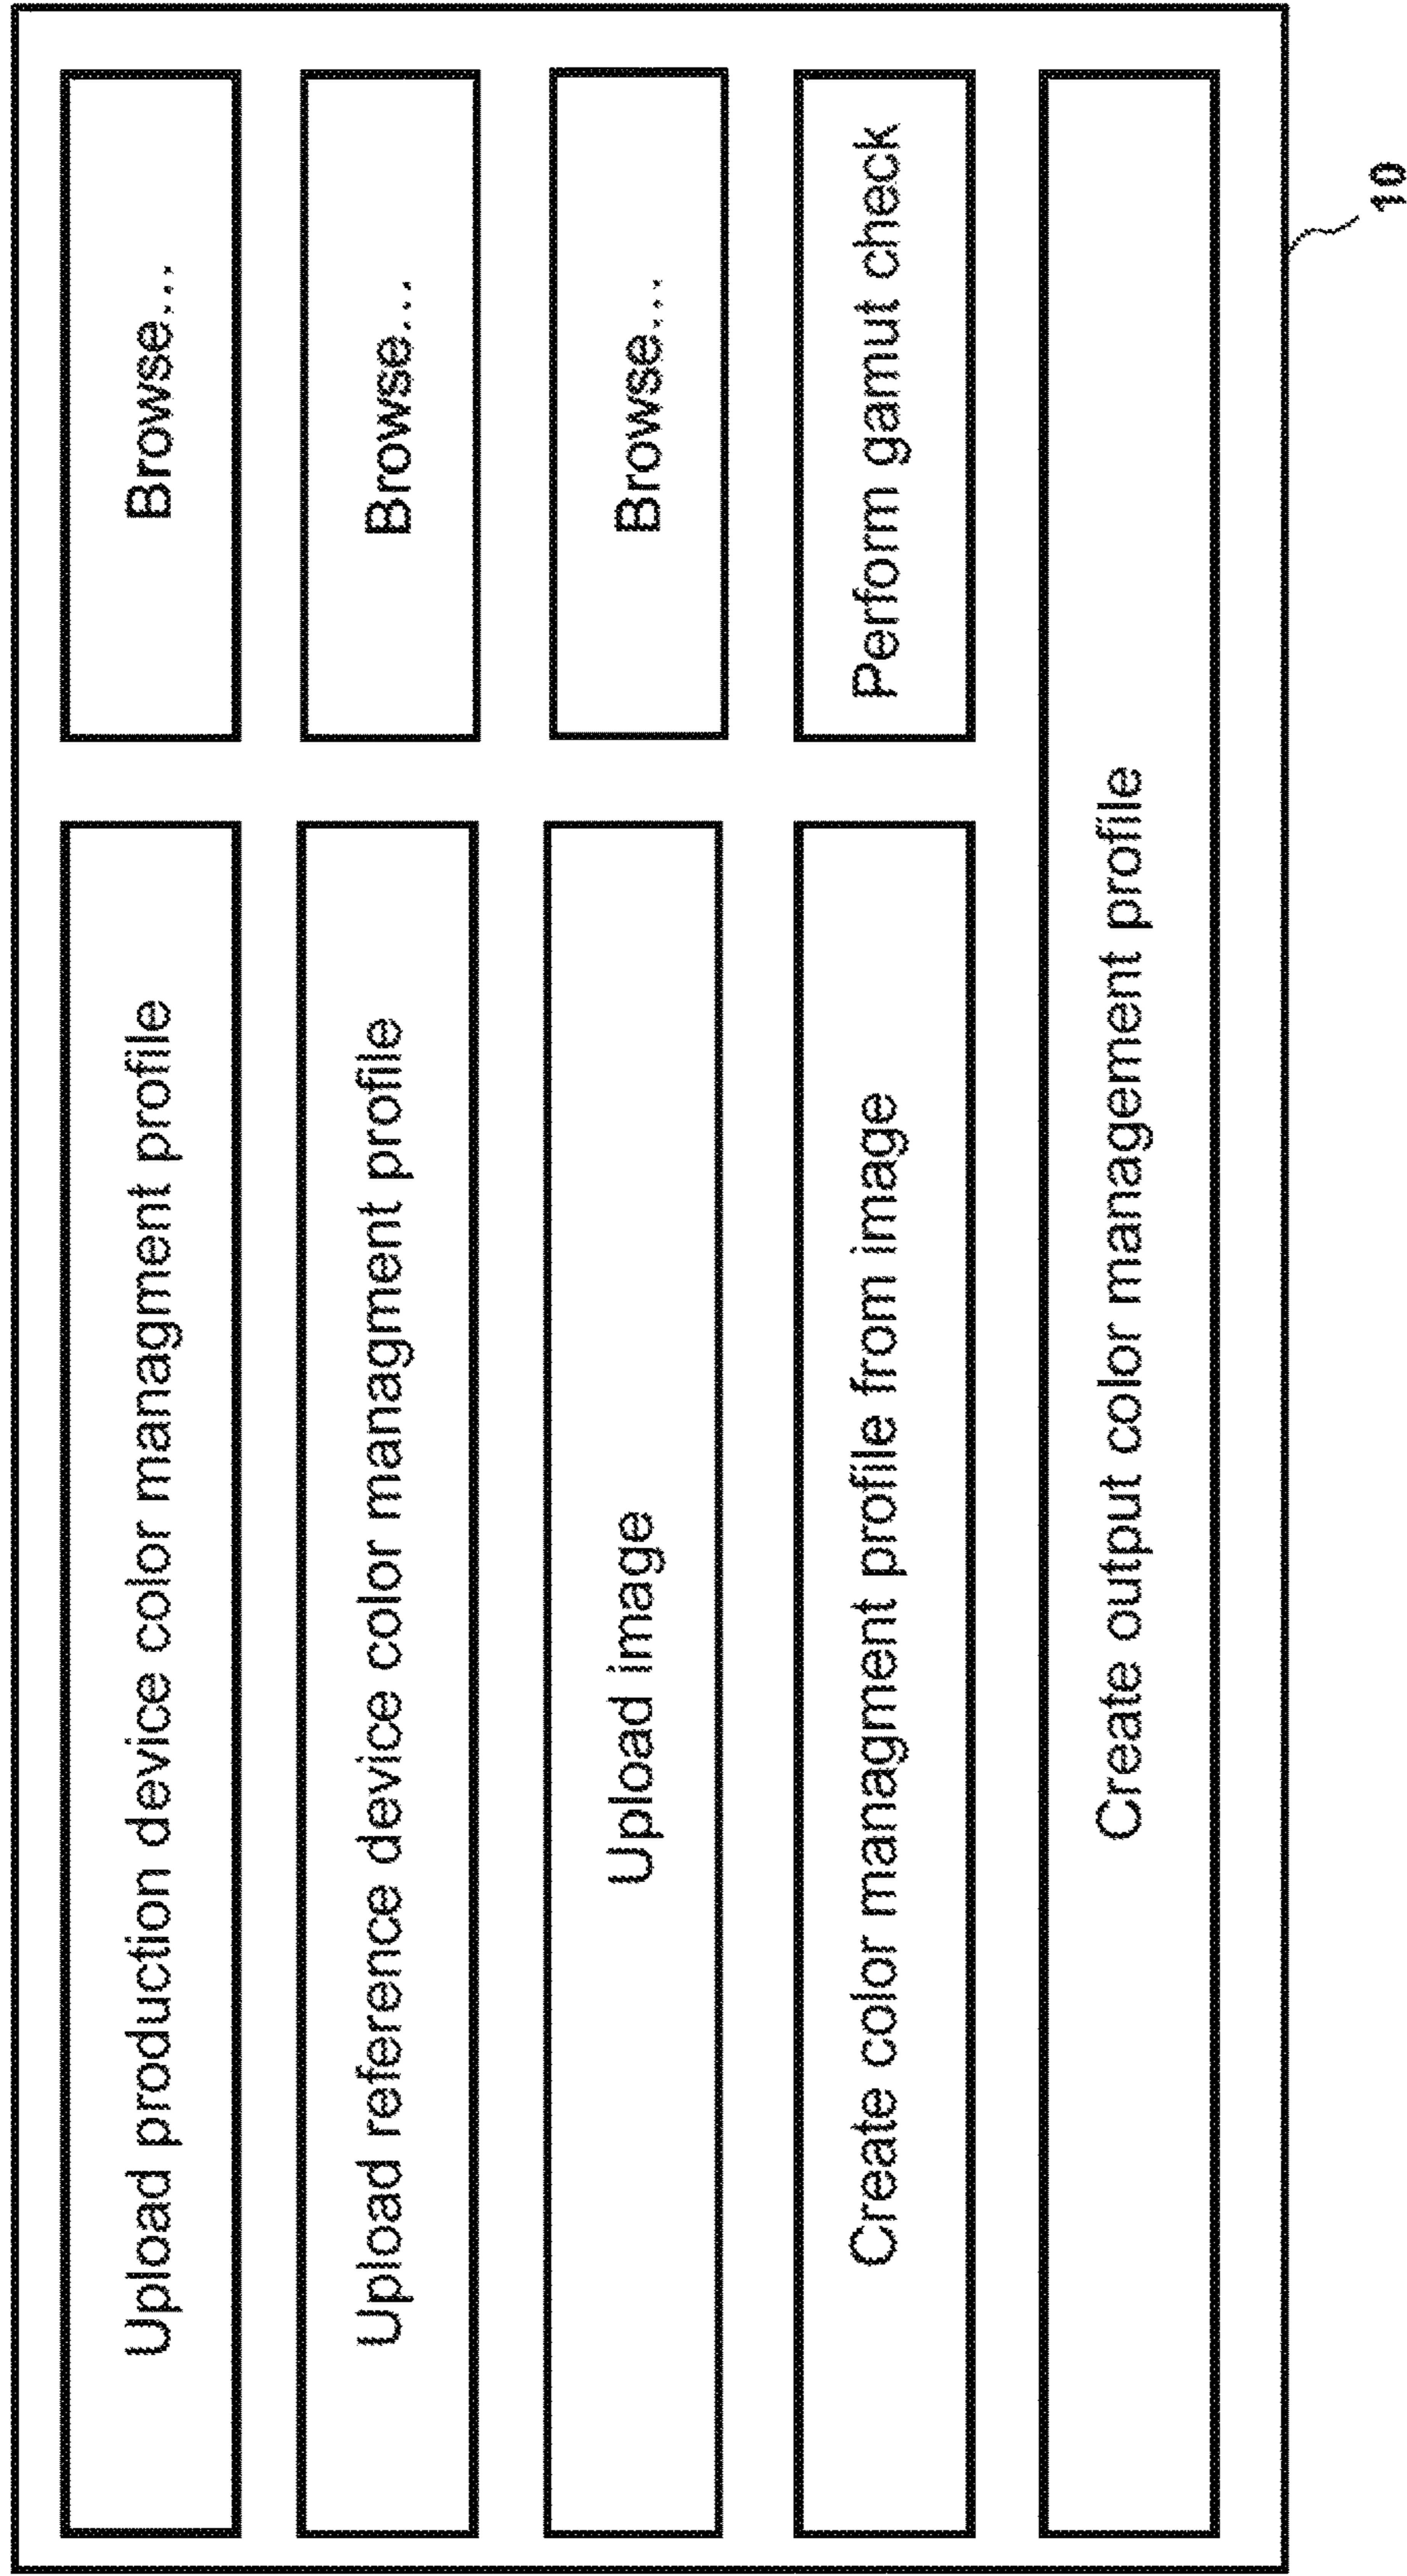 Upload production device color managment profile
Browse...
Upload reference device color managment profile
Browse...
Upload image
Browse...
Create color managment profile from image
Perform gamut check
Create output color management profile
10